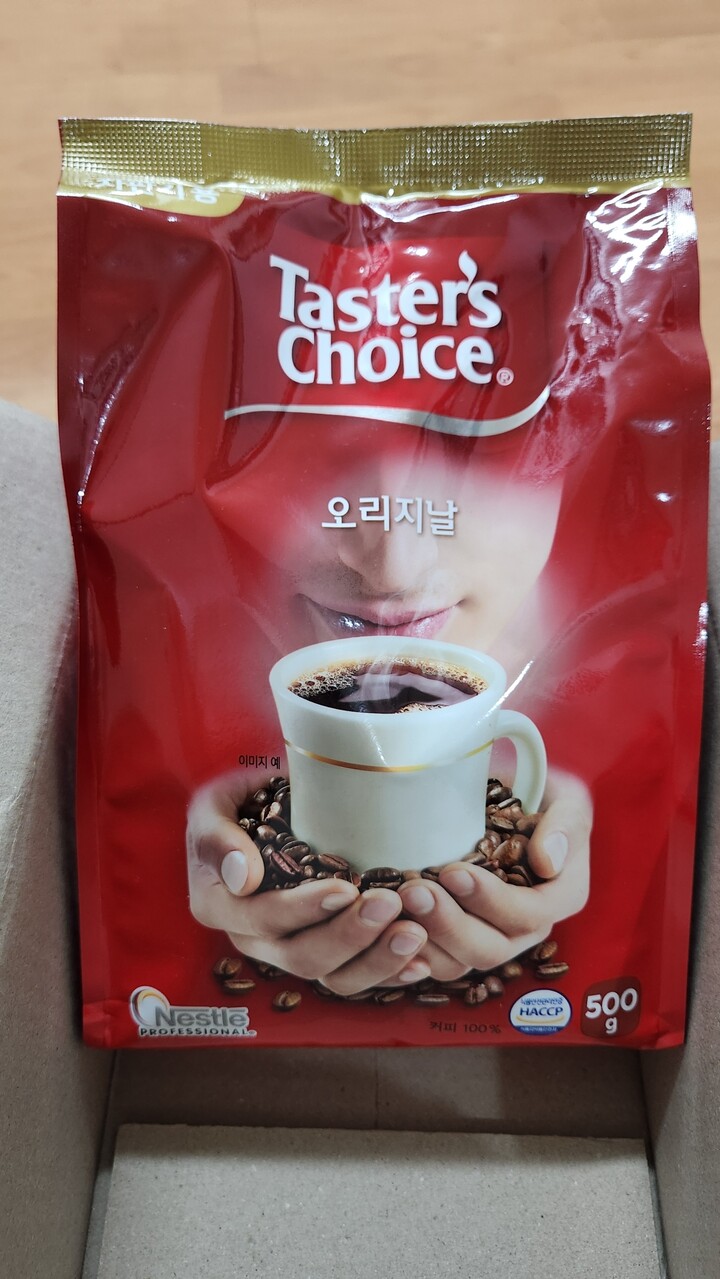 Taster's
Choice®
오리지날
이미지 예
Nestlé
PROFESSIONAL®
커피 100%
HACCP
500
g